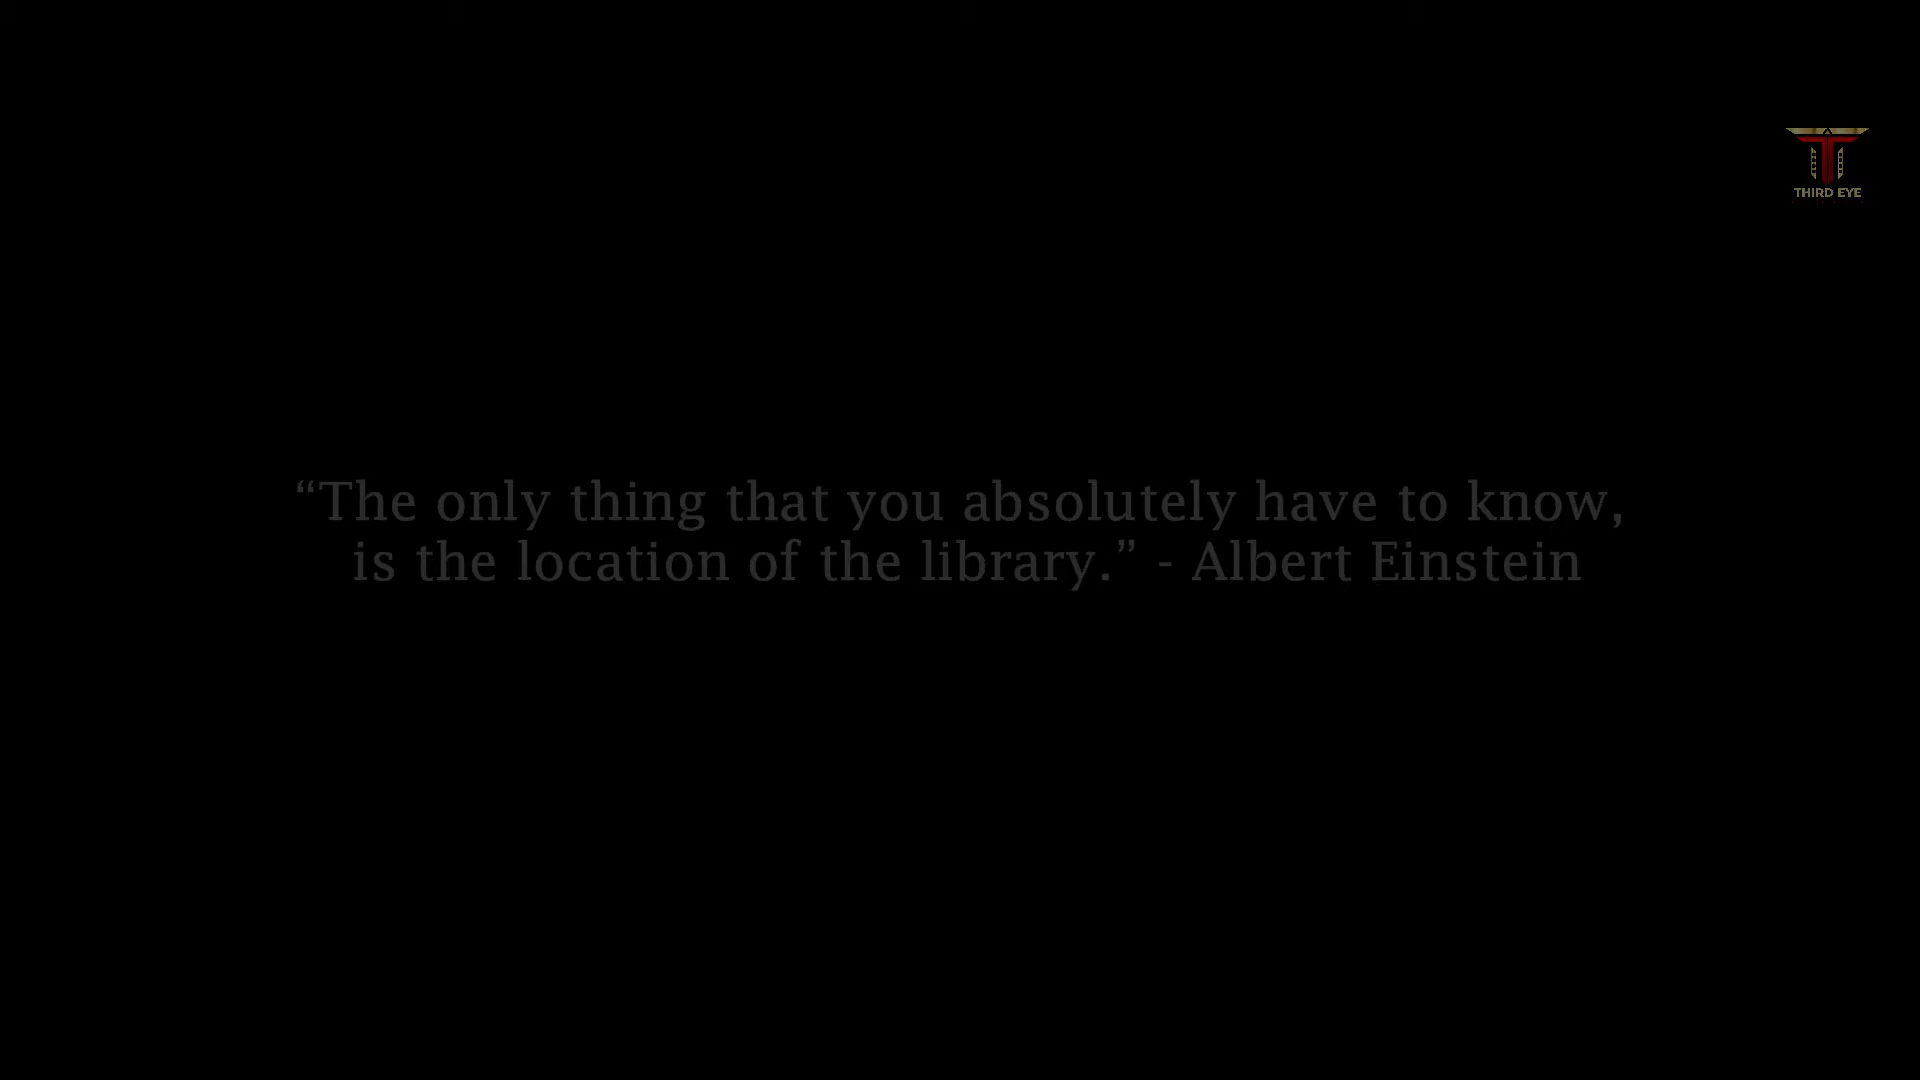 THIRD EYE
“The only thing that you absolutely have to know,
is the location of the library.” - Albert Einstein